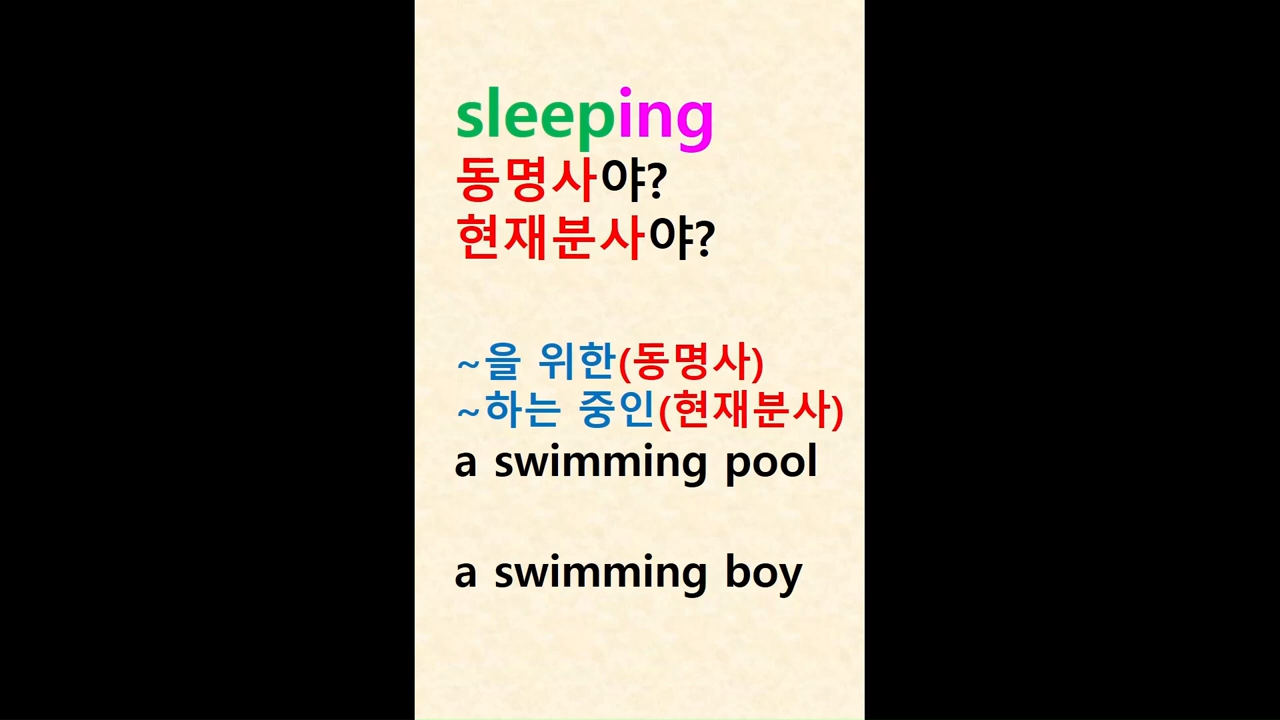 sleeping
동명사야?
현재분사야?
~을 위한(동명사)
~하는 중인(현재분사)
a swimming pool
a swimming boy